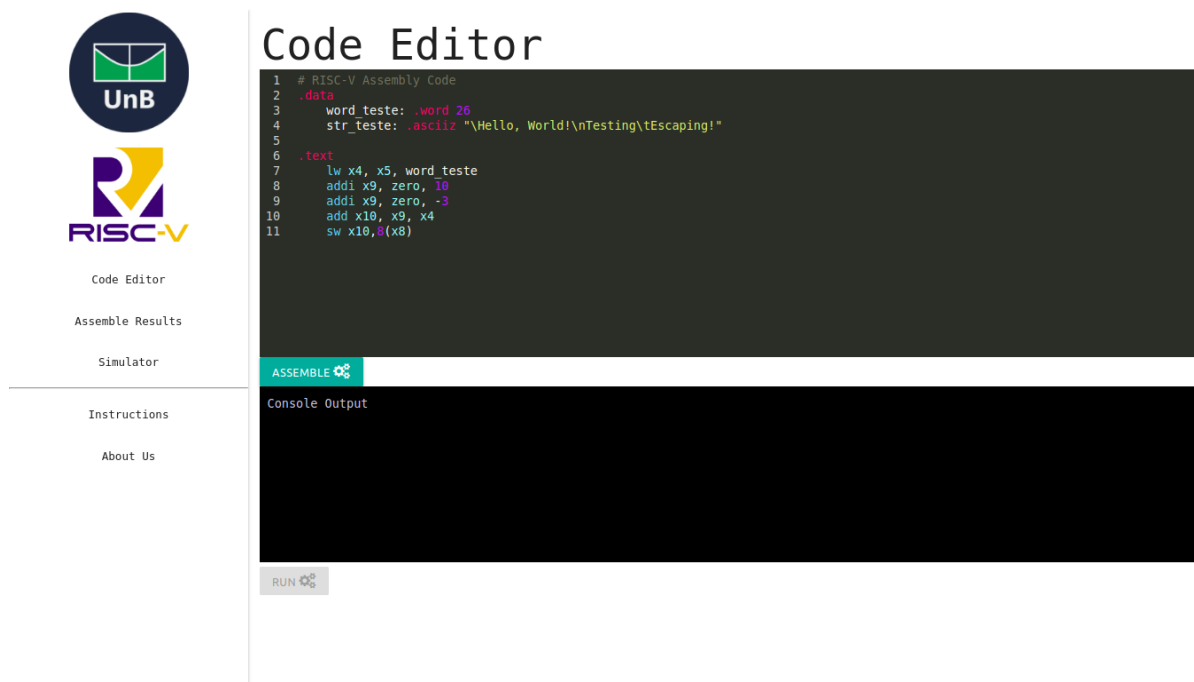 UnB
RISC-V
Code Editor
Assemble Results
Simulator
Instructions
About Us
Code Editor
1 # RISC-V Assembly Code
2 .data
3     word_teste: .word 26
4     str_teste: .asciiz "\Hello, World!\nTesting\tEscaping!"
5
6 .text
7     lw x4, x5, word_teste
8     addi x9, zero, 10
9     addi x9, zero, -3
10     add x10, x9, x4
11     sw x10,8(x8)
ASSEMBLE
Console Output
RUN